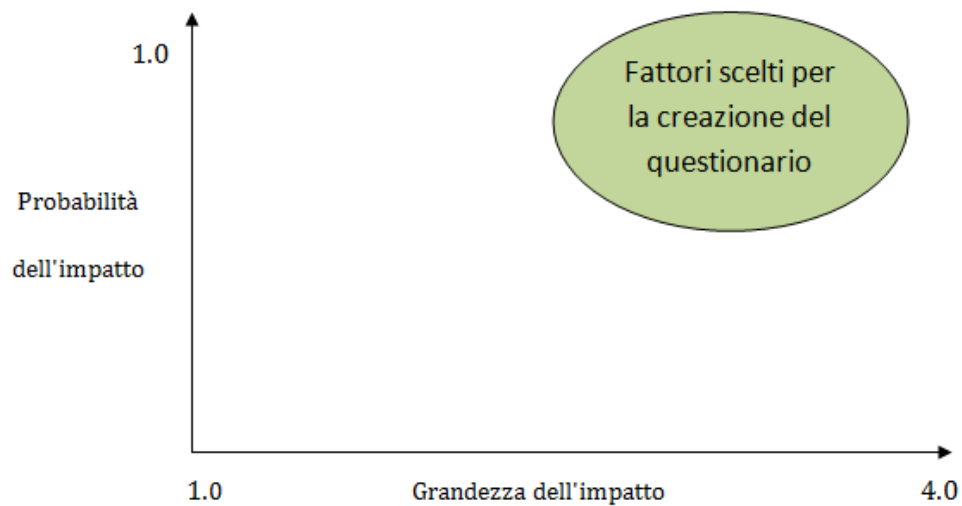 1.0
Fattori scelti per
la creazione del
questionario
Probabilità
dell'impatto
1.0
Grandezza dell'impatto
4.0